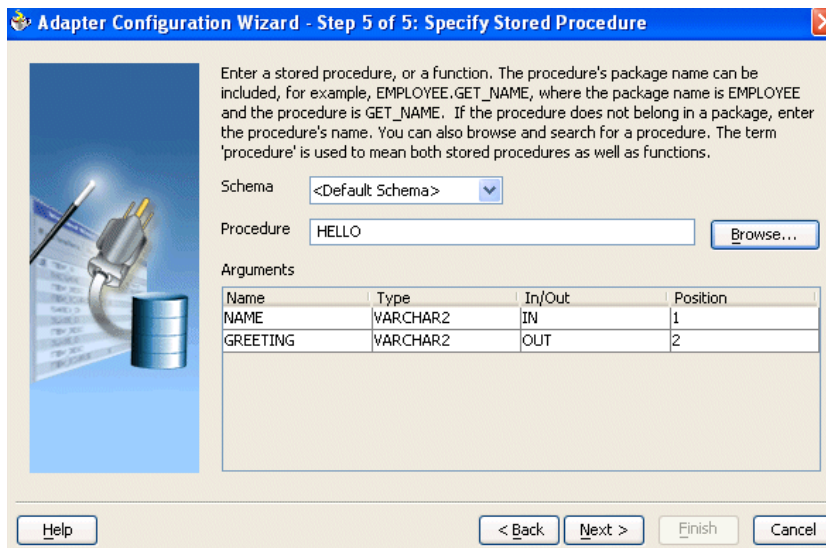 Adapter Configuration Wizard - Step 5 of 5: Specify Stored Procedure
Enter a stored procedure, or a function. The procedure's package name can be
included, for example, EMPLOYEE.GET_NAME, where the package name is EMPLOYEE
and the procedure is GET_NAME.  If the procedure does not belong in a package, enter
the procedure's name. You can also browse and search for a procedure. The term
'procedure' is used to mean both stored procedures as well as functions.
Schema <Default Schema>
Procedure HELLO Browse...
Arguments
Name Type In/Out Position
NAME VARCHAR2 IN 1
GREETING VARCHAR2 OUT 2
Help < Back Next > Finish Cancel